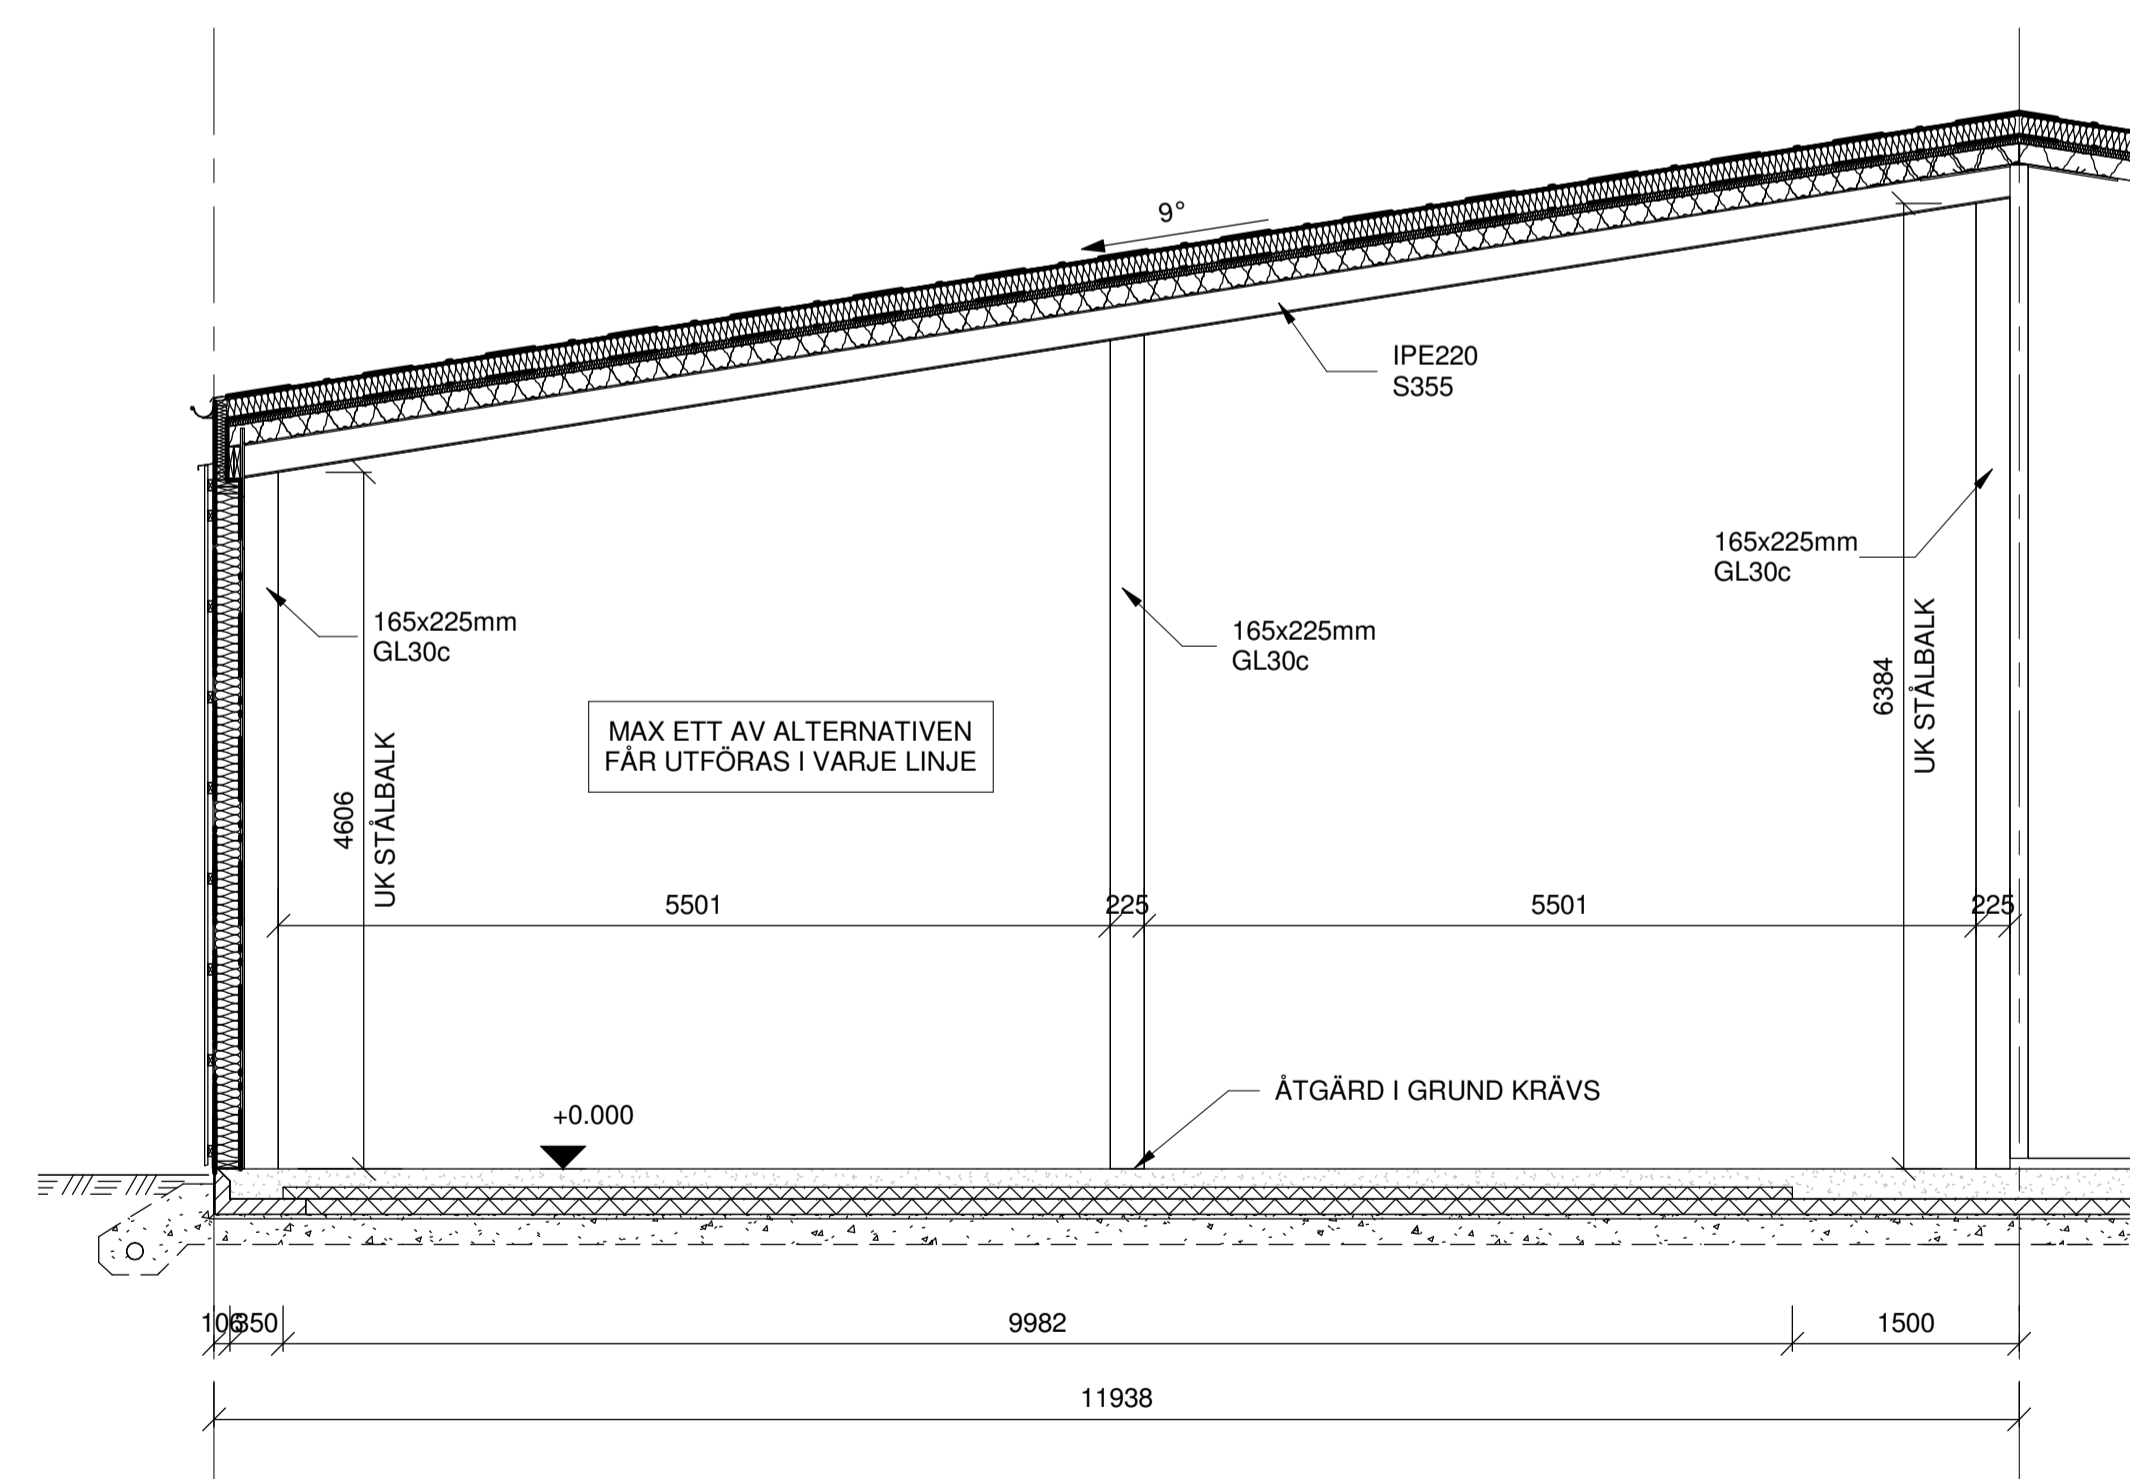 9°
IPE220
S355
165x225mm
GL30c
165x225mm
GL30c
165x225mm
GL30c
MAX ETT AV ALTERNATIVEN
FÅR UTFÖRAS I VARJE LINJE
4606
UK STÅLBALK
6384
UK STÅLBALK
5501
225
5501
225
ÅTGÄRD I GRUND KRÄVS
+0.000
106
350
9982
1500
11938